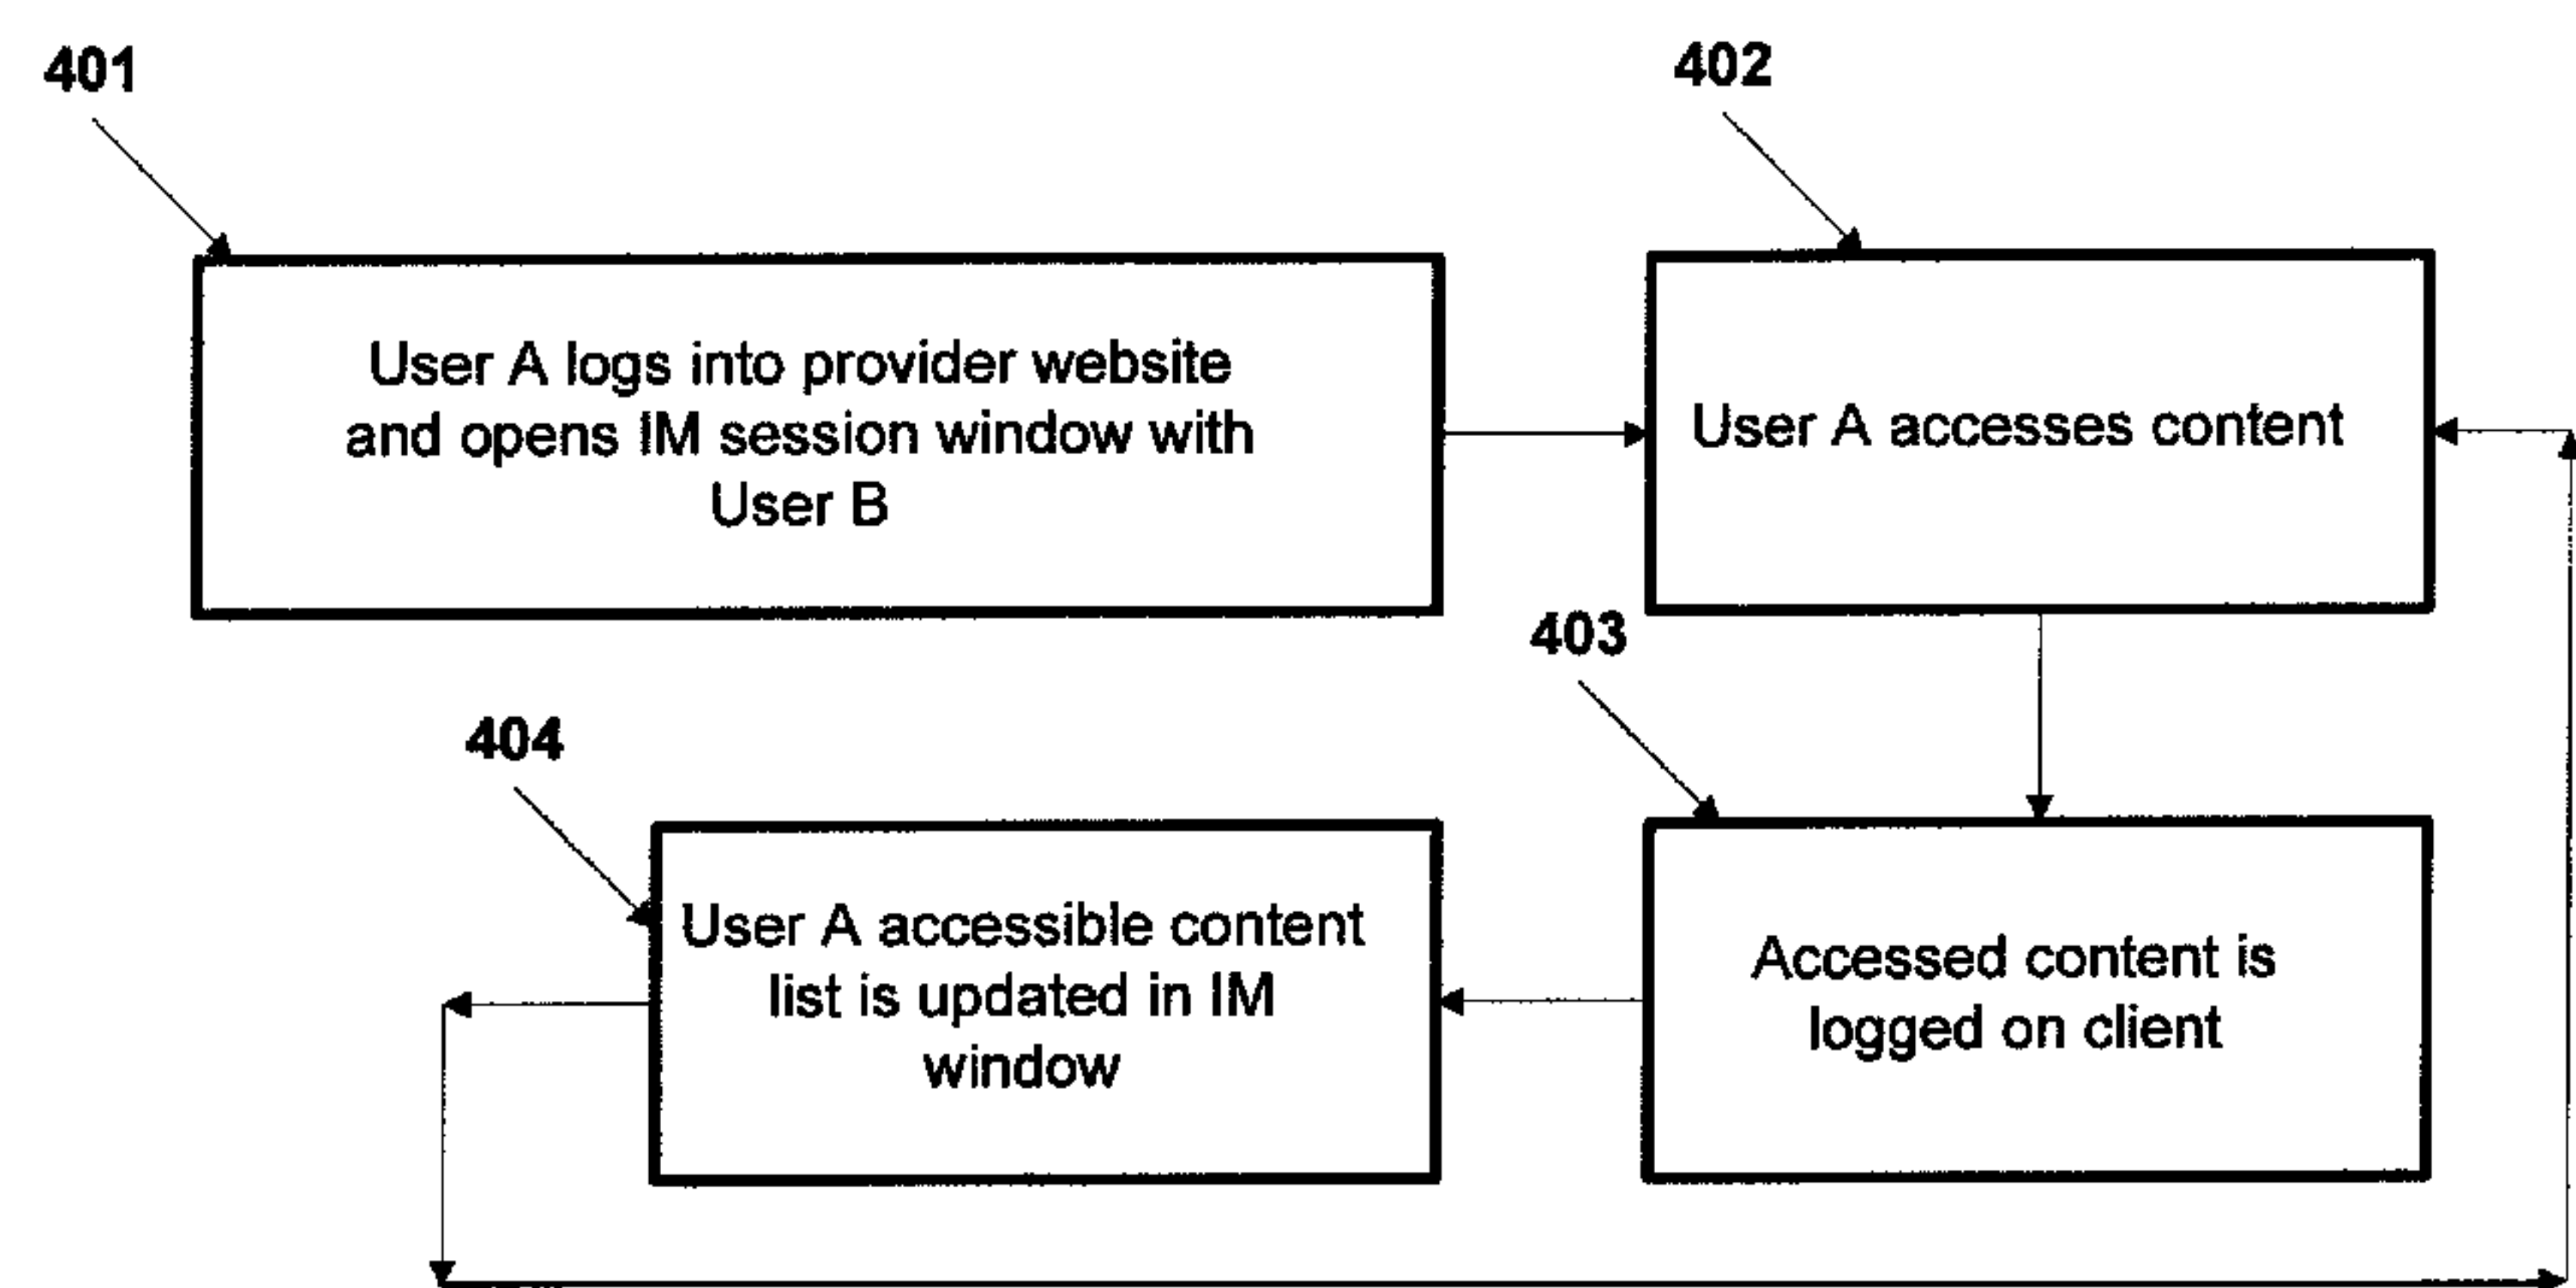 401
User A logs into provider website
and opens IM session window with
User B
402
User A accesses content
403
Accessed content is
logged on client
404
User A accessible content
list is updated in IM
window